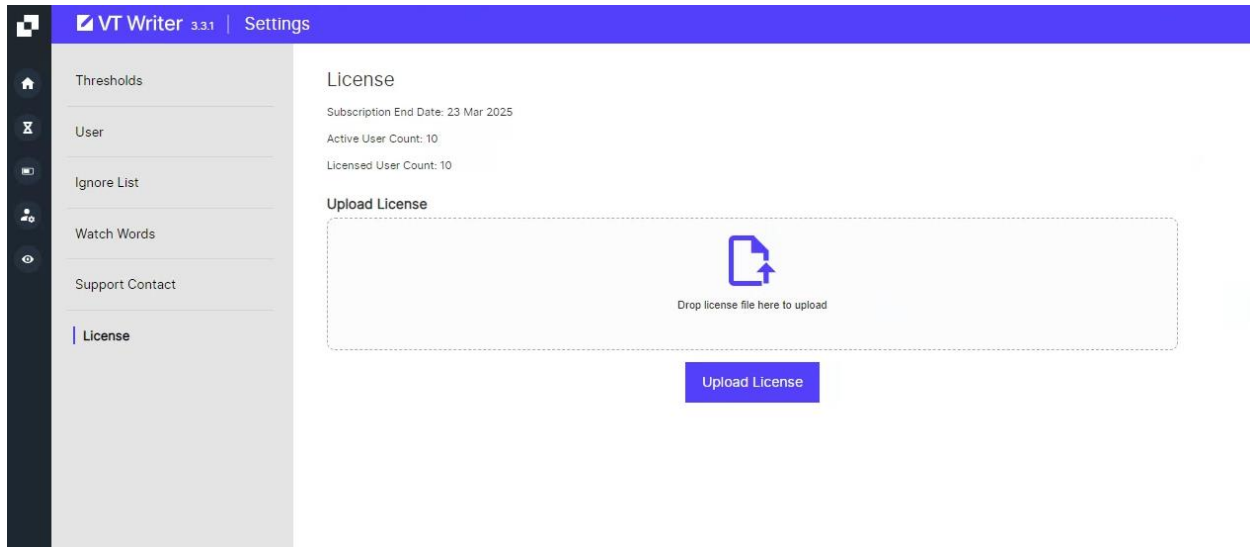 VT Writer 3.3.1 | Settings
Thresholds
User
Ignore List
Watch Words
Support Contact
License
License
Subscription End Date: 23 Mar 2025
Active User Count: 10
Licensed User Count: 10
Upload License
Drop license file here to upload
Upload License